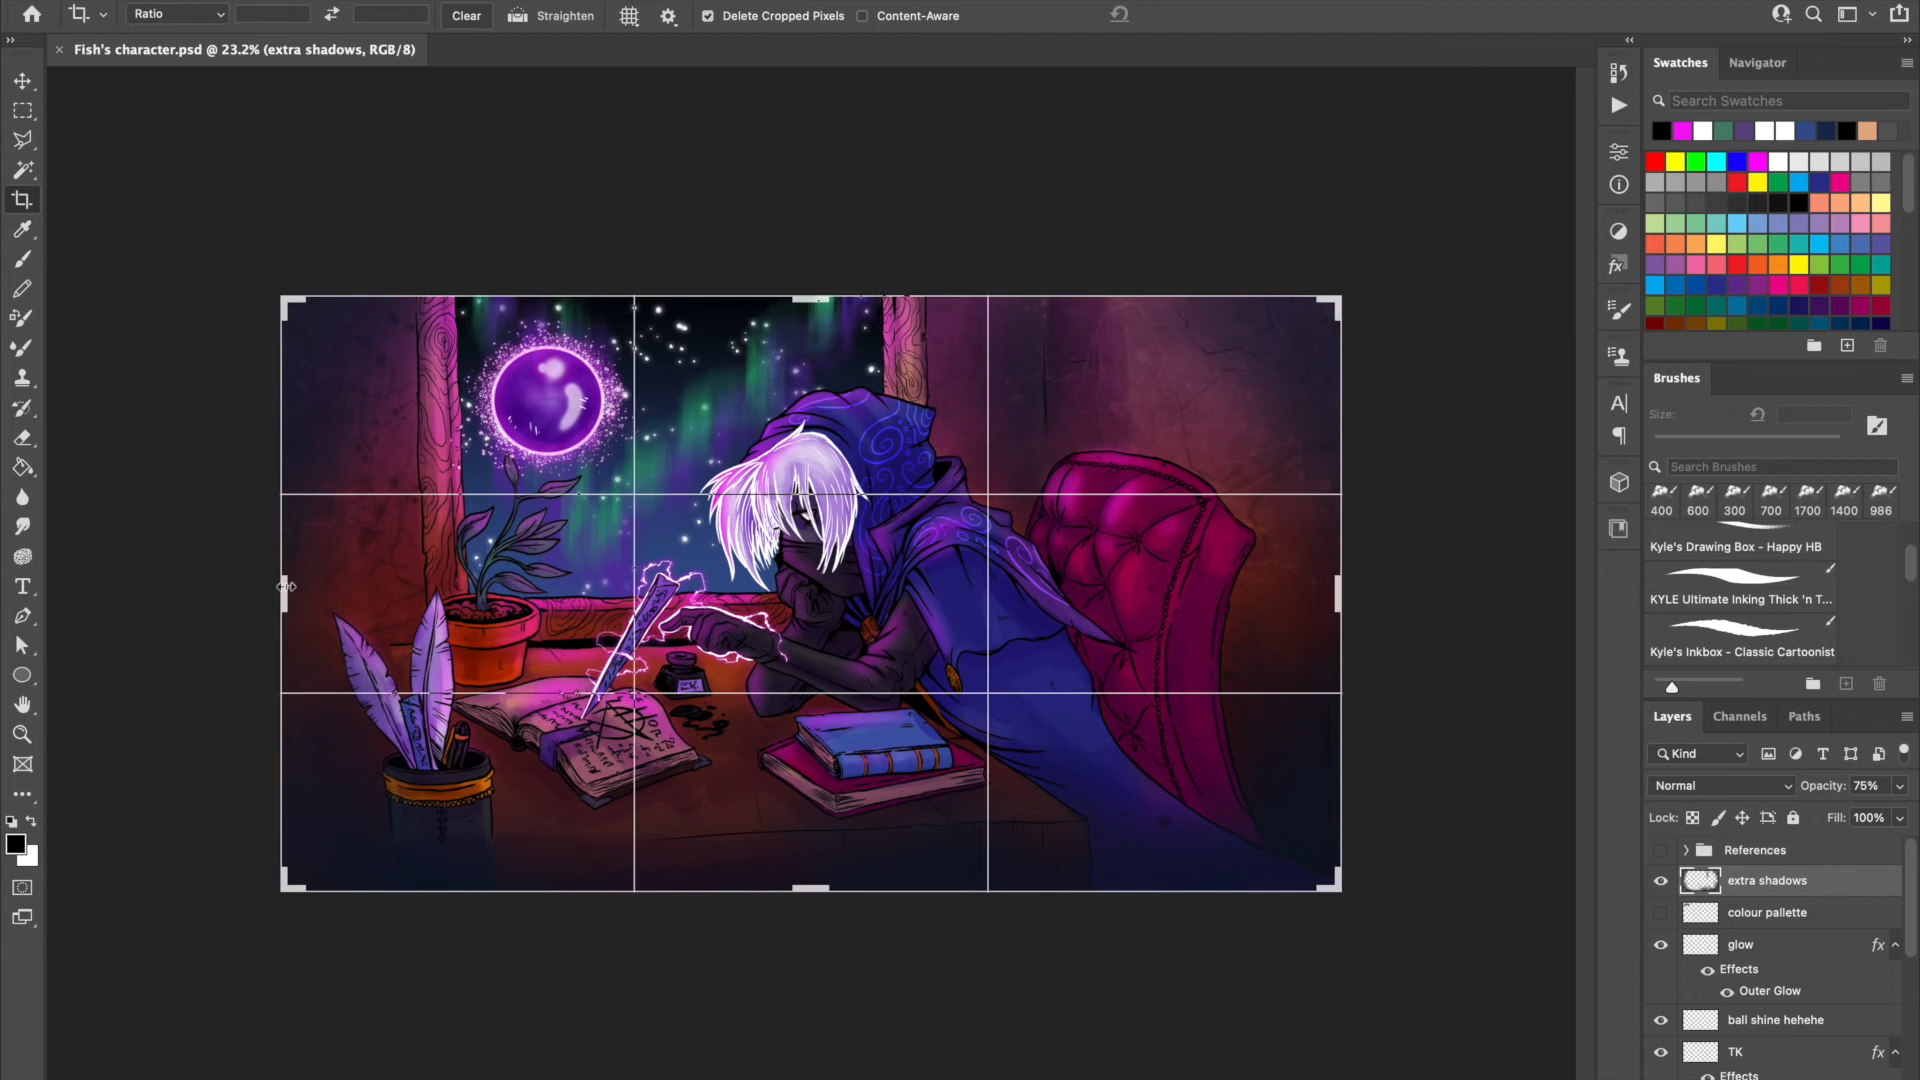 Ratio
Clear
Straighten
Delete Cropped Pixels
Content-Aware
Fish's character.psd @ 23.2% (extra shadows, RGB/8)
Swatches
Navigator
Search Swatches
Brushes
Size:
Search Brushes
400 600 300 700 1700 1400 986
Kyle's Drawing Box - Happy HB
KYLE Ultimate Inking Thick 'n T...
Kyle's Inkbox - Classic Cartoonist
Layers
Channels
Paths
Kind
Normal
Opacity: 75%
Lock:
Fill: 100%
References
extra shadows
colour pallette
glow
fx
Effects
Outer Glow
ball shine hehehe
TK
fx
Effects